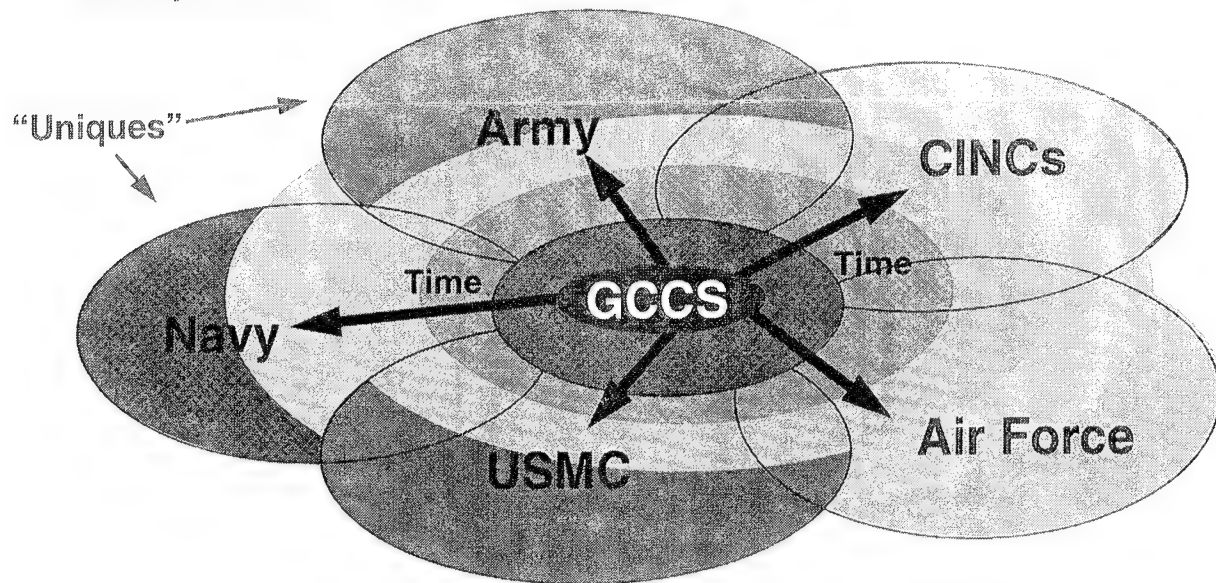 Army
"Uniques"
CINCs
Time
Time
GCCS
Navy
Air Force
USMC